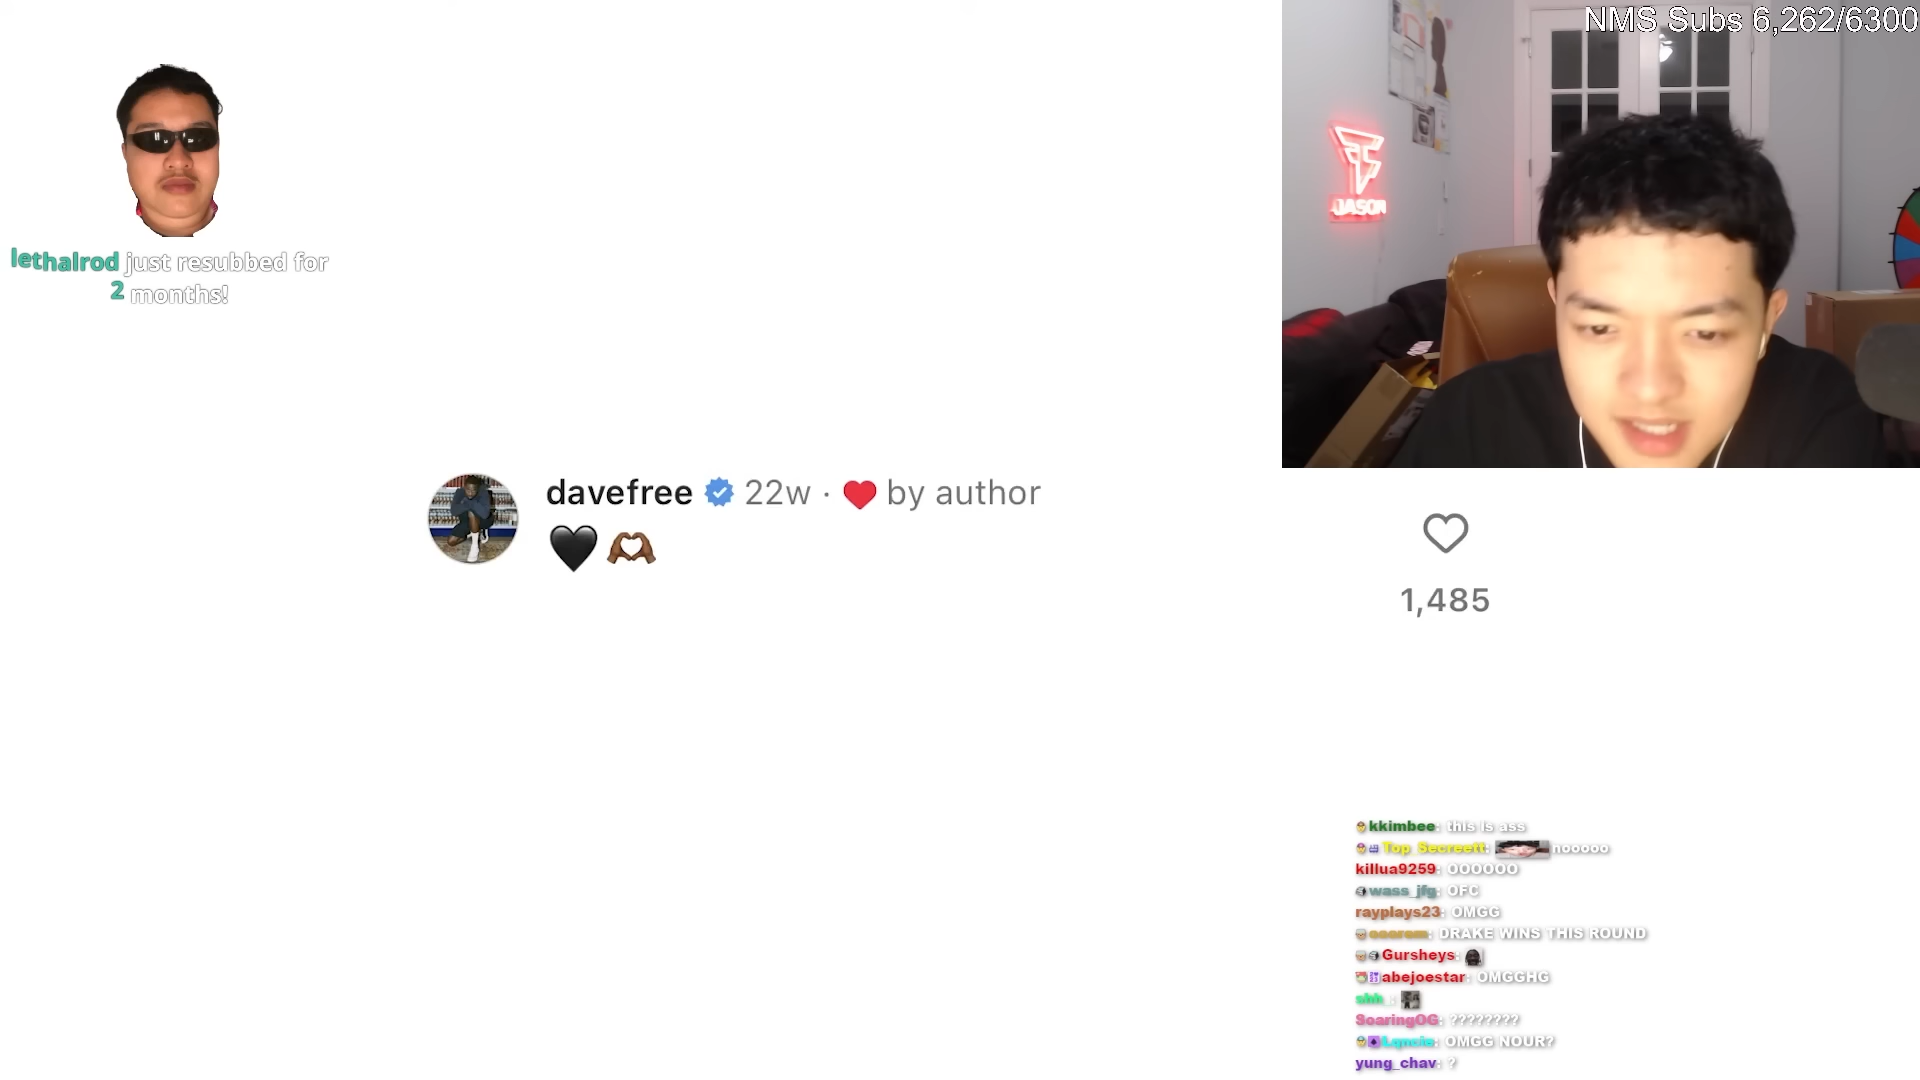 NMS Subs 6,262/6300
JASON
lethalrod just resubbed for
2 months!
davefree 22w · ❤️ by author
🖤 🫶🏾
1,485
kkimbee: this is ass
Top_Secreett: nooooo
killua9259: OOOOOO
wass_jfg: OFC
rayplays23: OMGG
: DRAKE WINS THIS ROUND
Gursheys:
abejoestar: OMGGHG
shh_:
SoaringOG: ????????
: OMGG NOUR?
yung_chav: ?